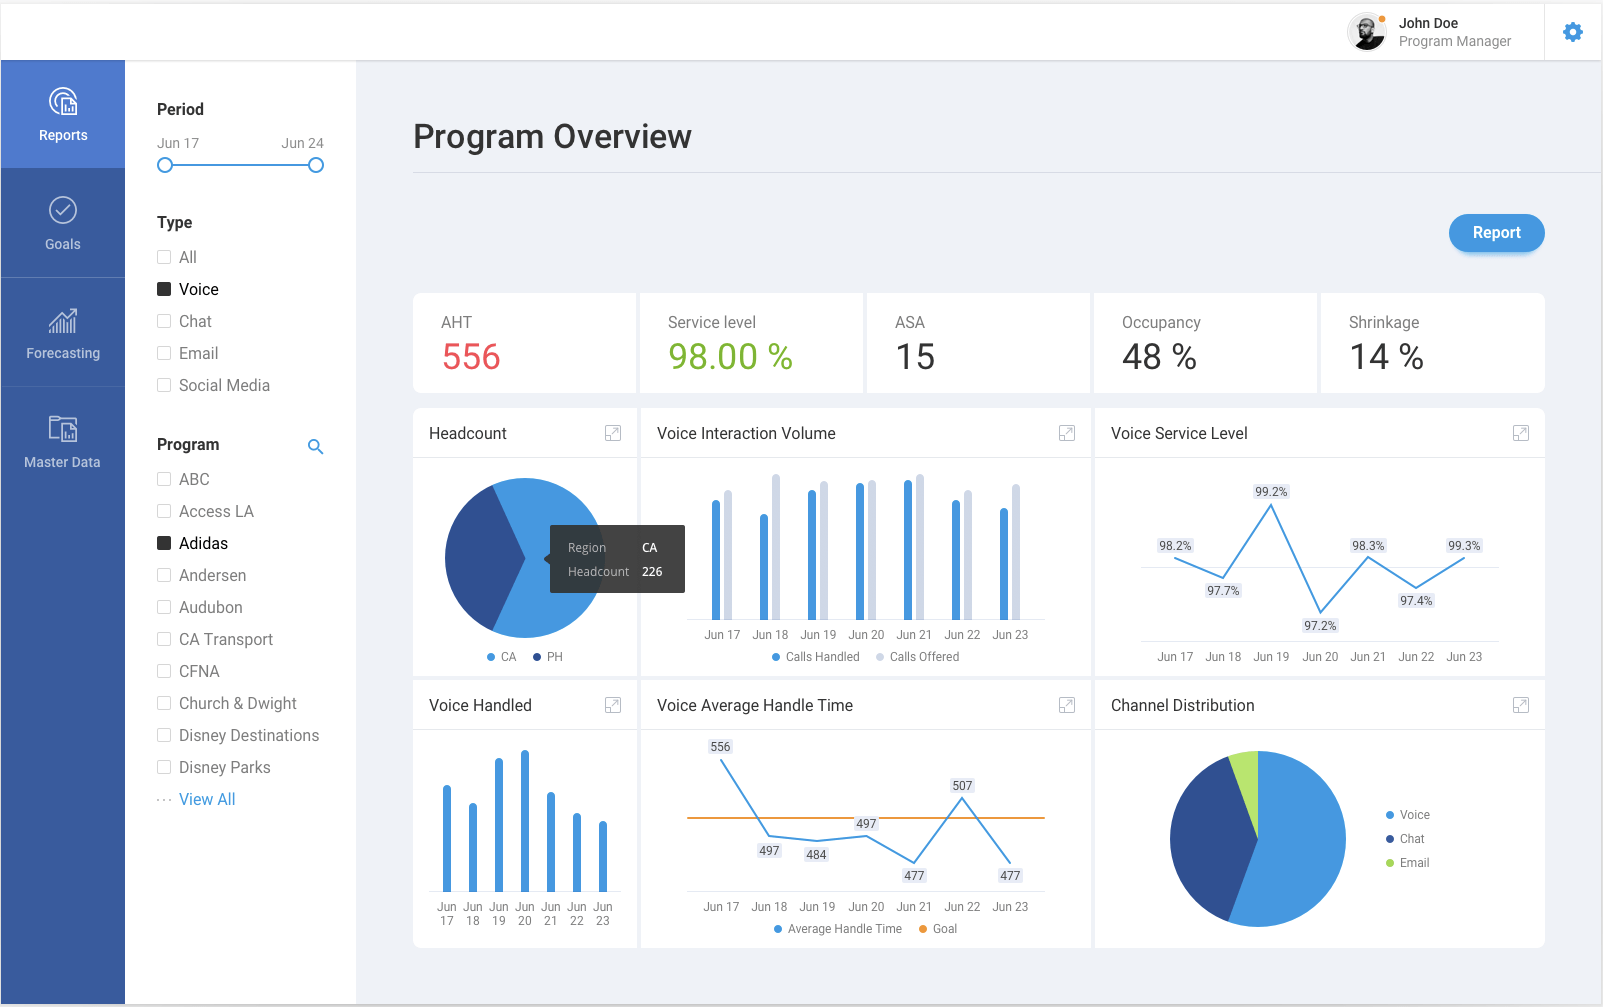 John Doe
Program Manager
Reports
Goals
Forecasting
Master Data
Period
Jun 17 Jun 24
Type
All
Voice
Chat
Email
Social Media
Program
ABC
Access LA
Adidas
Andersen
Audubon
CA Transport
CFNA
Church & Dwight
Disney Destinations
Disney Parks
··· View All
Program Overview
Report
AHT
556
Service level
98.00 %
ASA
15
Occupancy
48 %
Shrinkage
14 %
Headcount
Region CA
Headcount 226
CA PH
Voice Interaction Volume
Jun 17 Jun 18 Jun 19 Jun 20 Jun 21 Jun 22 Jun 23
Calls Handled Calls Offered
Voice Service Level
99.2%
98.2% 98.3% 99.3%
97.7%
97.4%
97.2%
Jun 17 Jun 18 Jun 19 Jun 20 Jun 21 Jun 22 Jun 23
Voice Handled
Jun Jun Jun Jun Jun Jun Jun
17 18 19 20 21 22 23
Voice Average Handle Time
556
507
497
497 484
477 477
Jun 17 Jun 18 Jun 19 Jun 20 Jun 21 Jun 22 Jun 23
Average Handle Time Goal
Channel Distribution
Voice
Chat
Email